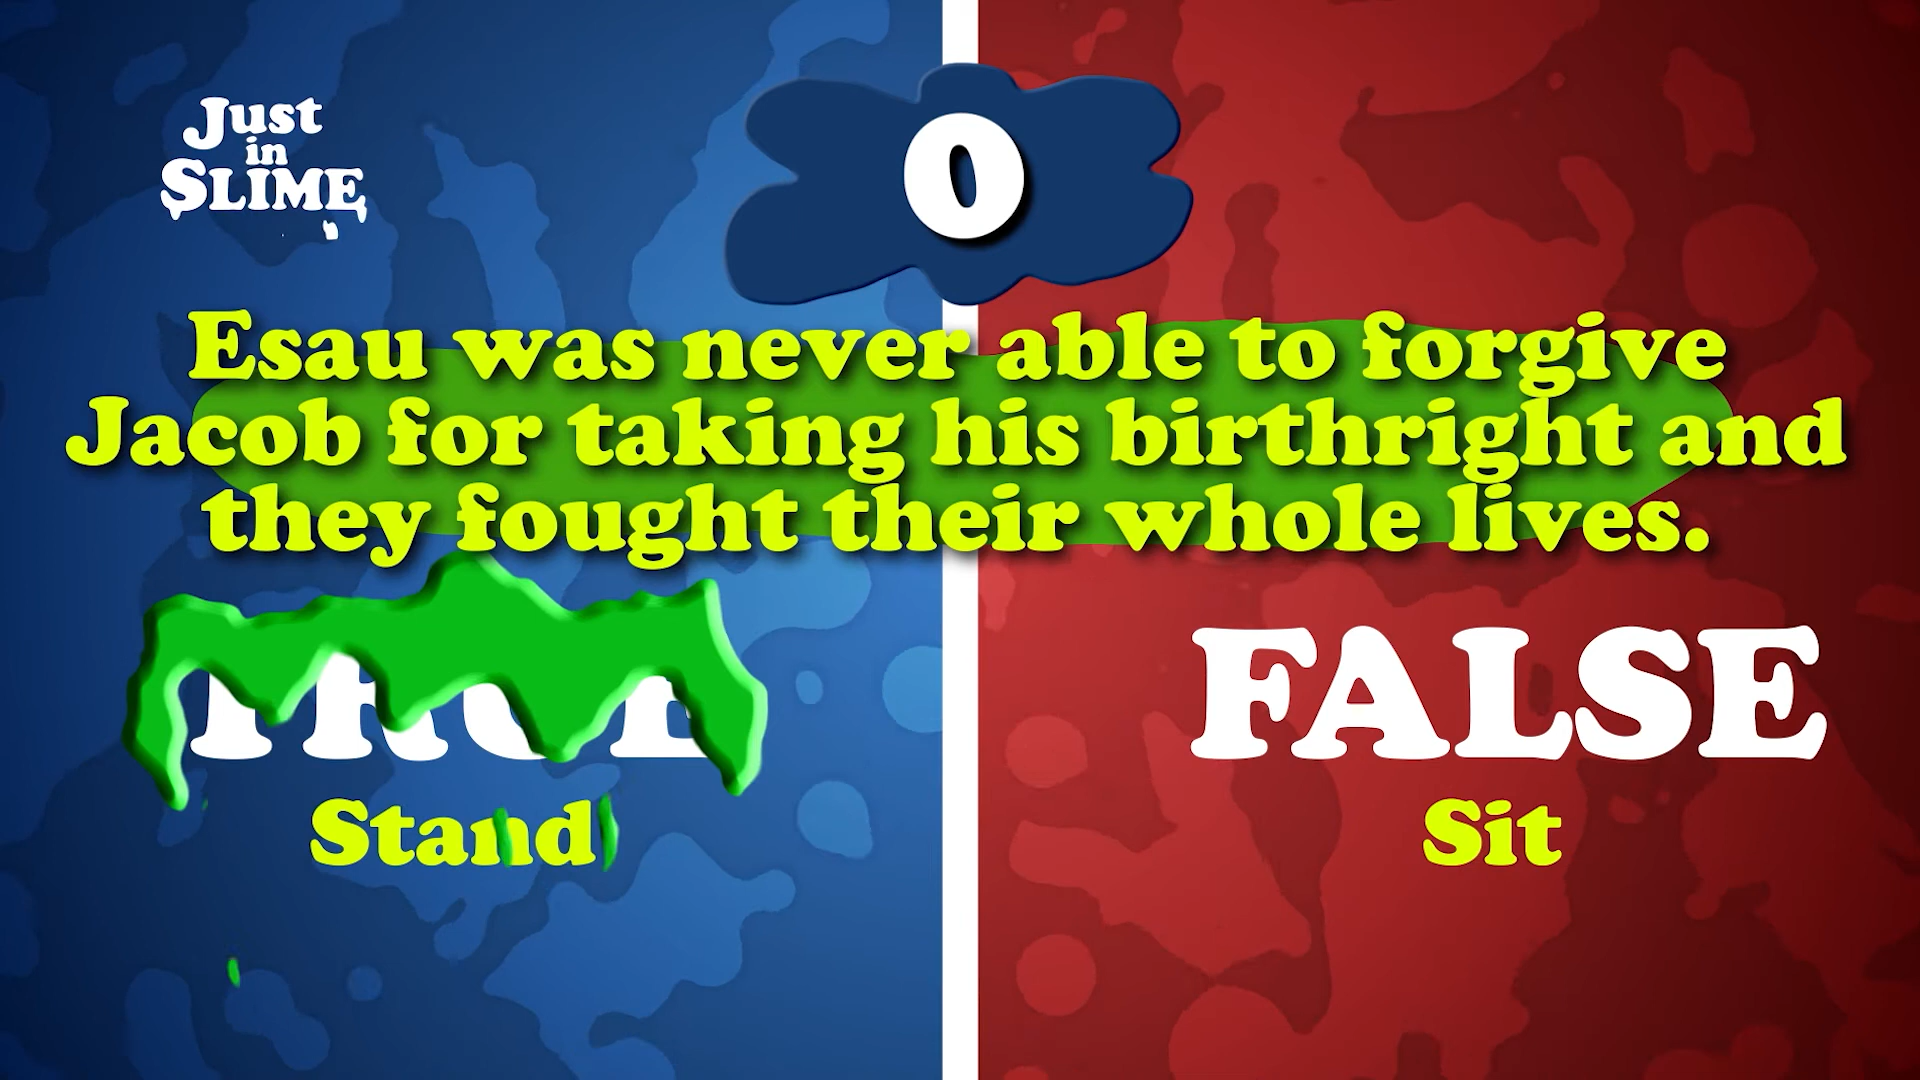 Just
in
SLIME
0
Esau was never able to forgive
Jacob for taking his birthright and
they fought their whole lives.
TRUE
FALSE
Stand
Sit